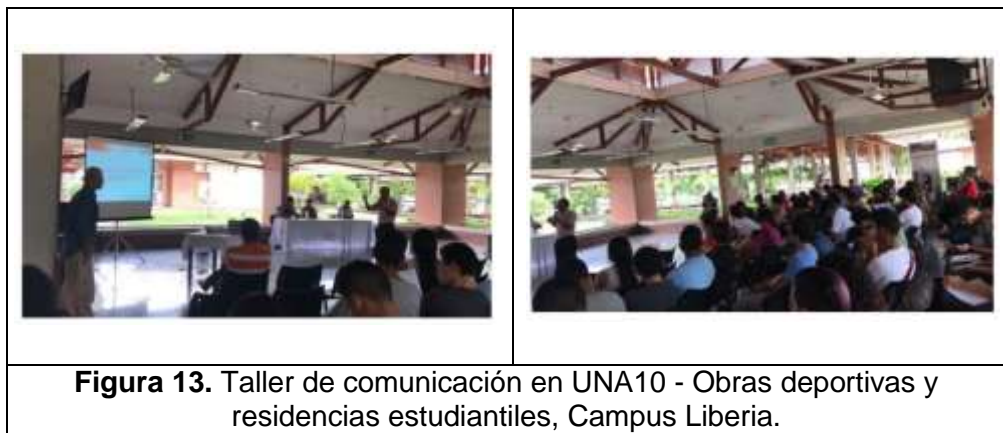 Figura 13. Taller de comunicación en UNA10 - Obras deportivas y
residencias estudiantiles, Campus Liberia.